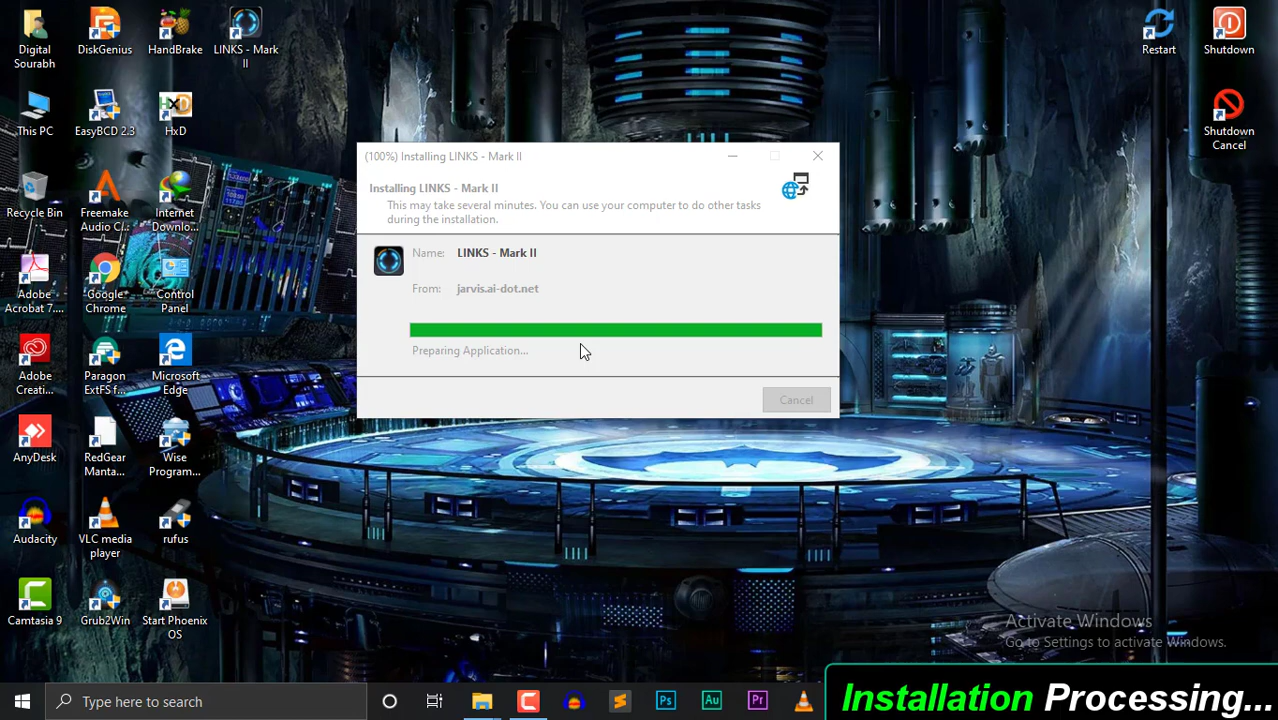 Digital
Sourabh
DiskGenius
HandBrake
LINKS - Mark
II
Restart
Shutdown
This PC
EasyBCD 2.3
HxD
Shutdown
Cancel
(100%) Installing LINKS - Mark II
Installing LINKS - Mark II
This may take several minutes. You can use your computer to do other tasks
during the installation.
Name: LINKS - Mark II
From: jarvis.ai-dot.net
Preparing Application...
Cancel
Recycle Bin
Freemake
Audio C...
Internet
Downlo...
Adobe
Acrobat 7....
Google
Chrome
Control
Panel
Adobe
Creati...
Paragon
ExtFS f...
Microsoft
Edge
AnyDesk
RedGear
Manta...
Wise
Program...
Audacity
VLC media
player
rufus
Camtasia 9
Grub2Win
Start Phoenix
OS
Activate Windows
Go to Settings to activate Windows.
Type here to search
Ps
Au
Pr
Installation Processing...